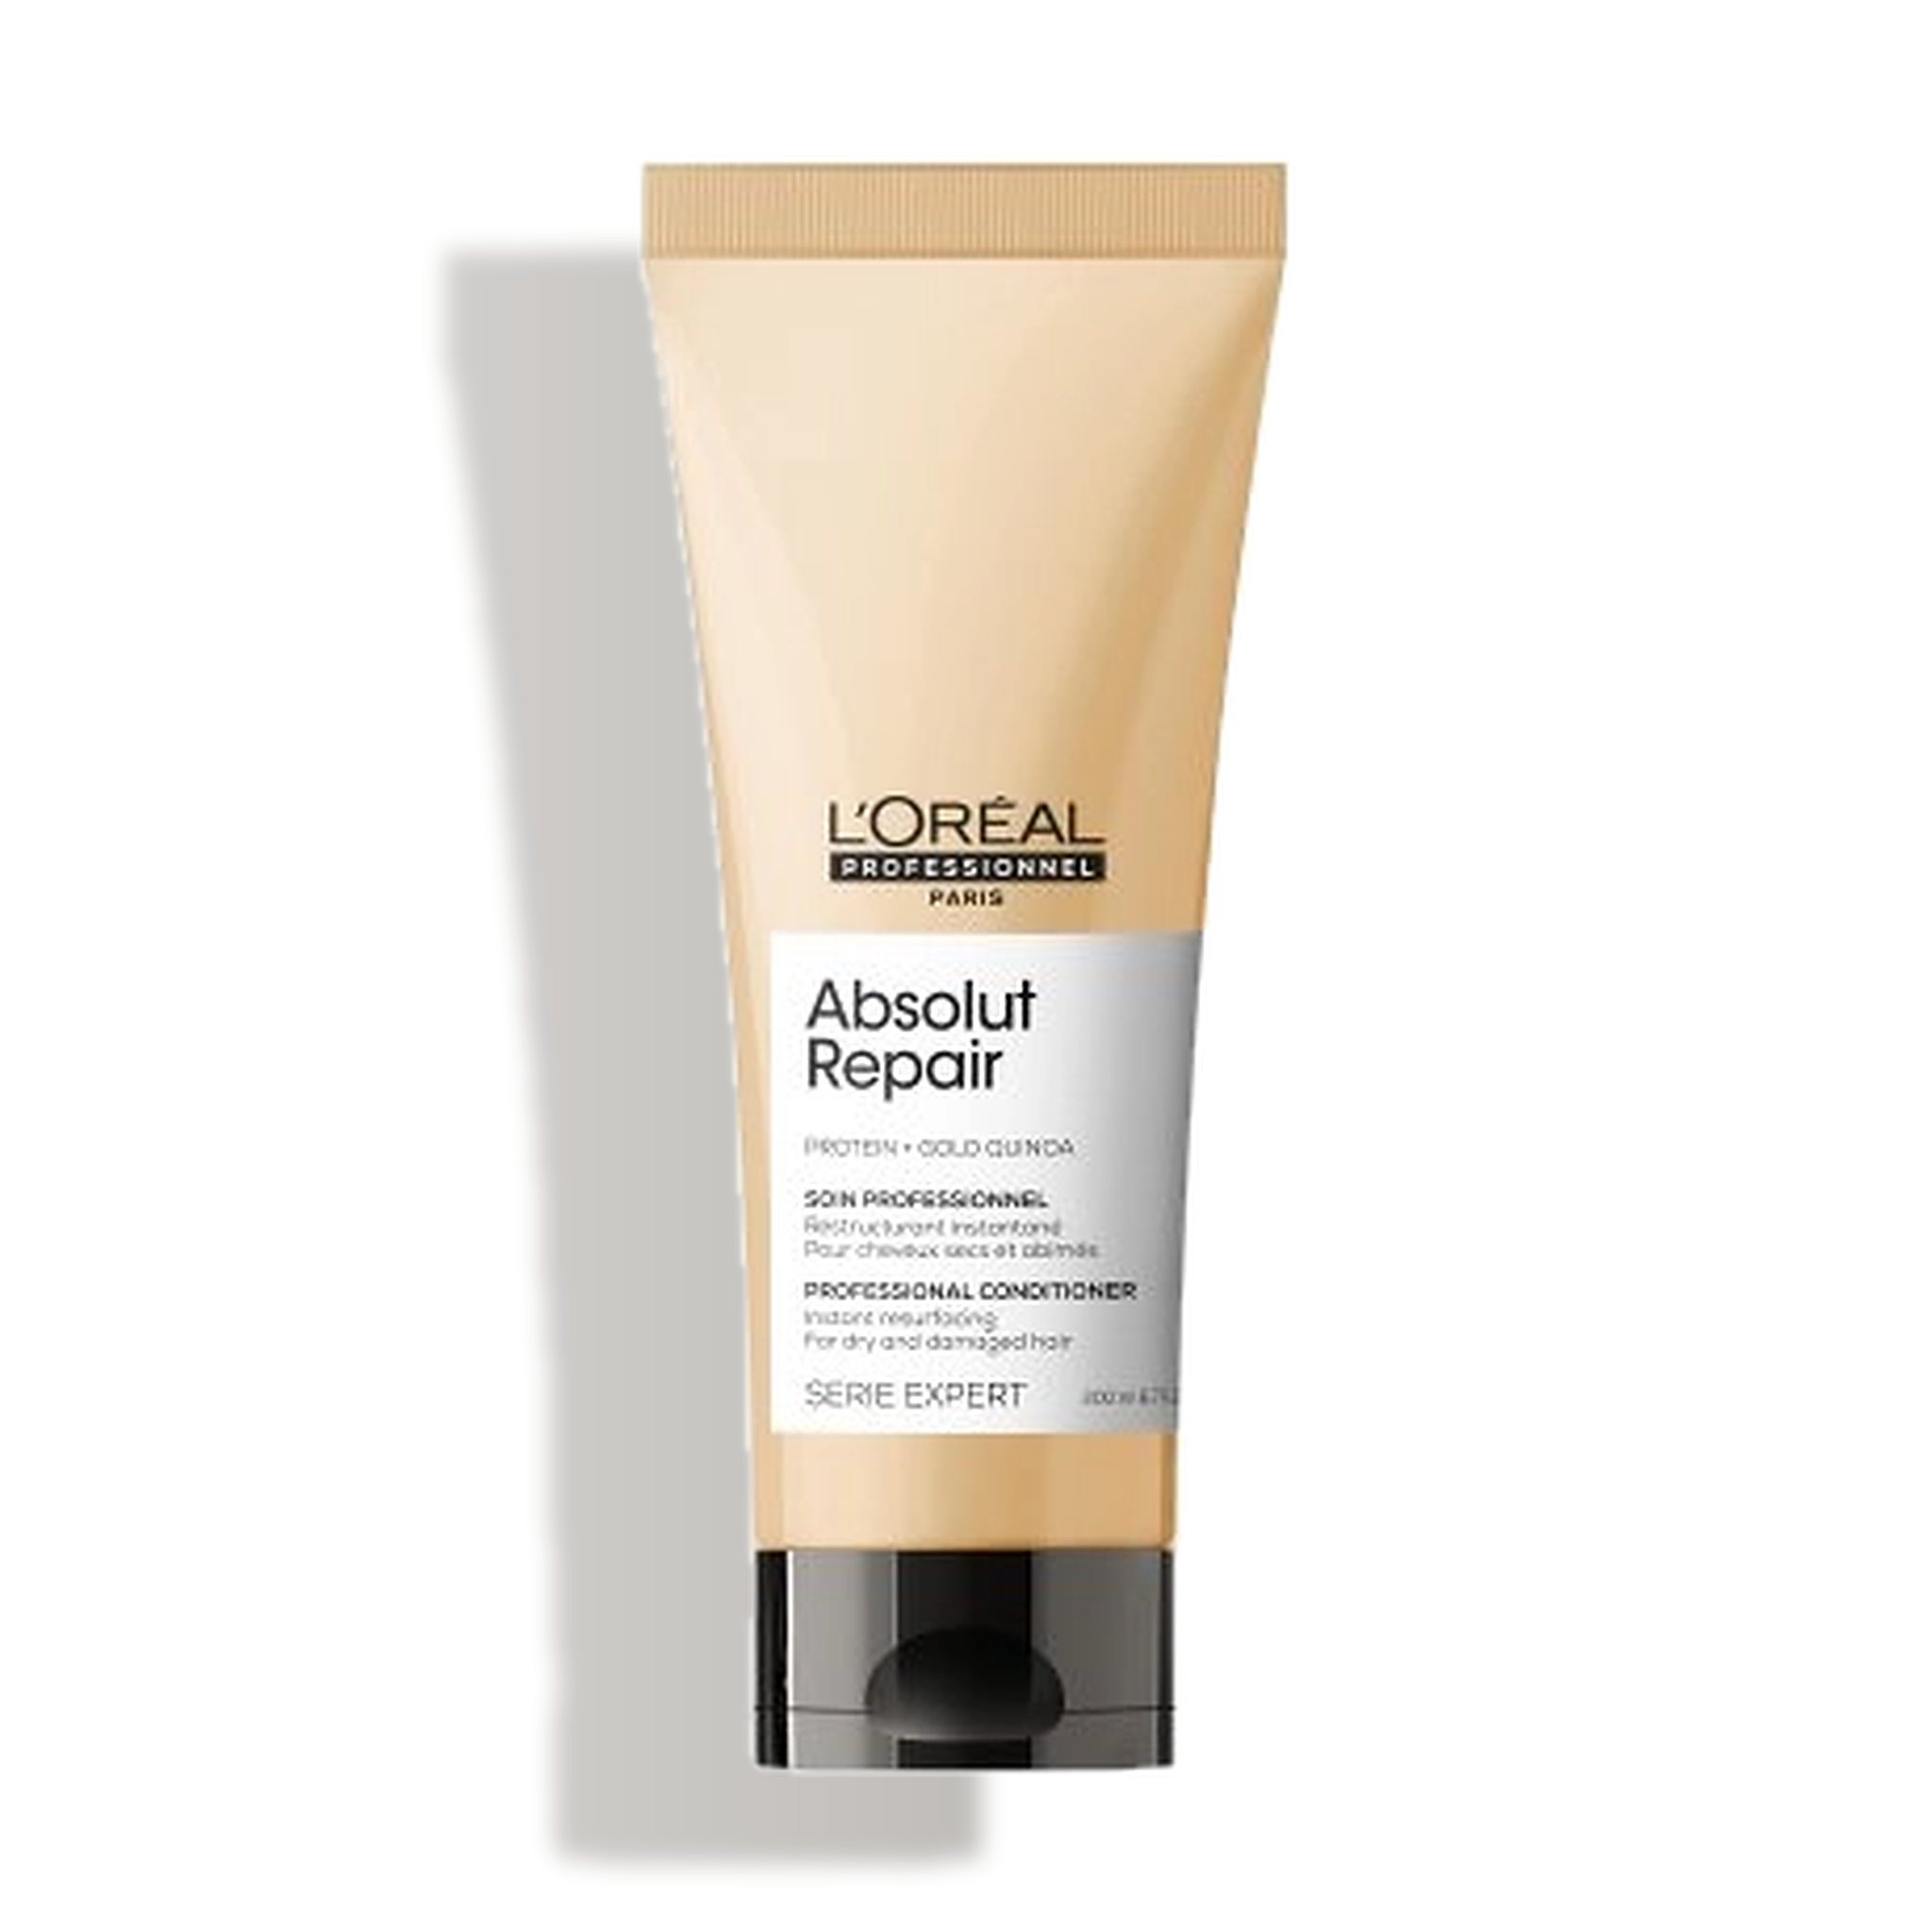 L'ORÉAL
PROFESSIONNEL
PARIS
Absolut
Repair
PROTEIN + GOLD QUINOA
SOIN PROFESSIONNEL
Restructurant instantané
Pour cheveux secs et abîmés
PROFESSIONAL CONDITIONER
Instant resurfacing
For dry and damaged hair
SERIE EXPERT